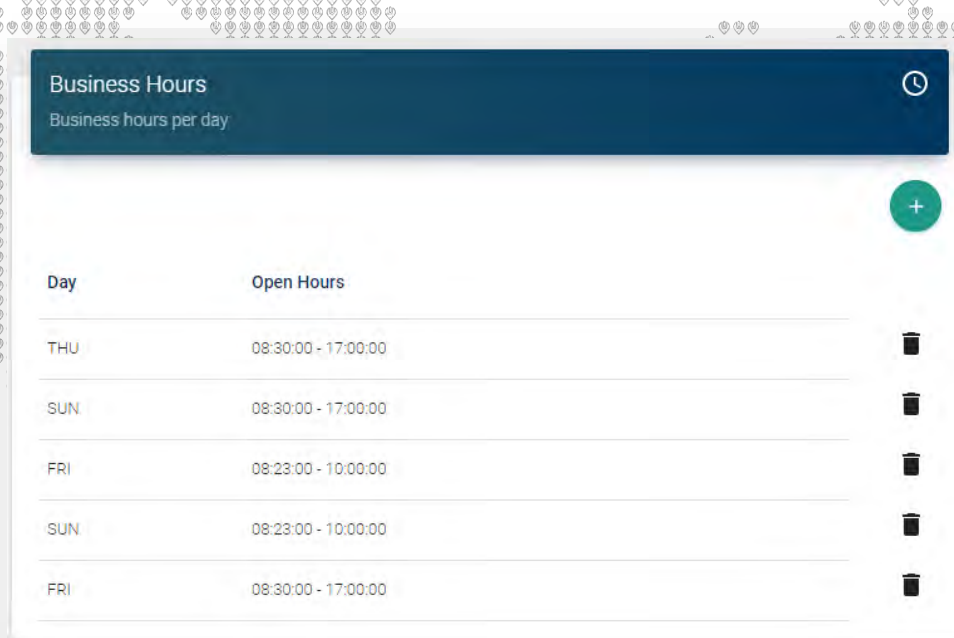 Business Hours
Business hours per day
+
Day Open Hours
THU 08:30:00 - 17:00:00
SUN 08:30:00 - 17:00:00
FRI 08:23:00 - 10:00:00
SUN 08:23:00 - 10:00:00
FRI 08:30:00 - 17:00:00